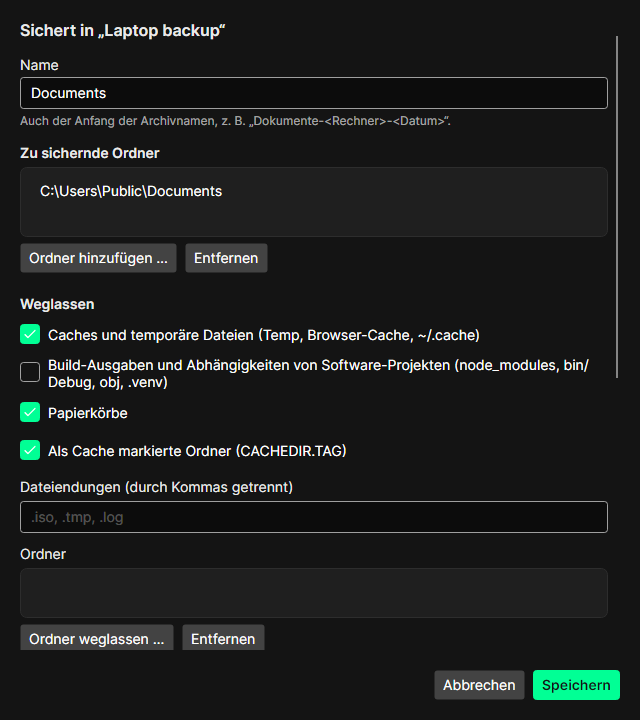 Sichert in „Laptop backup“
Name
Documents
Auch der Anfang der Archivnamen, z. B. „Dokumente-<Rechner>-<Datum>“.
Zu sichernde Ordner
C:\Users\Public\Documents
Ordner hinzufügen ...
Entfernen
Weglassen
Caches und temporäre Dateien (Temp, Browser-Cache, ~/.cache)
Build-Ausgaben und Abhängigkeiten von Software-Projekten (node_modules, bin/
Debug, obj, .venv)
Papierkörbe
Als Cache markierte Ordner (CACHEDIR.TAG)
Dateiendungen (durch Kommas getrennt)
.iso, .tmp, .log
Ordner
Ordner weglassen ...
Entfernen
Abbrechen
Speichern